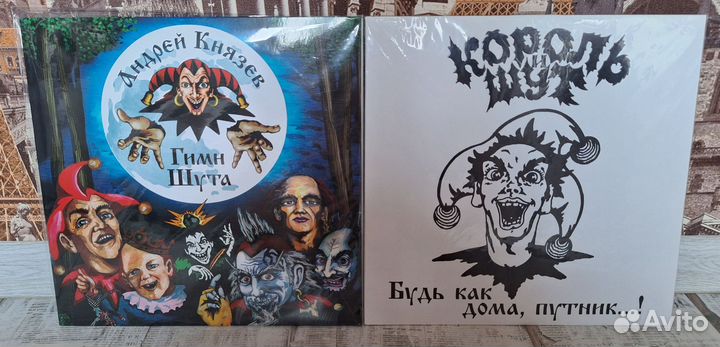 Андрей Князев
Гимн
Шута
Король
и
Шут
Будь как
дома, путник...!
Avito